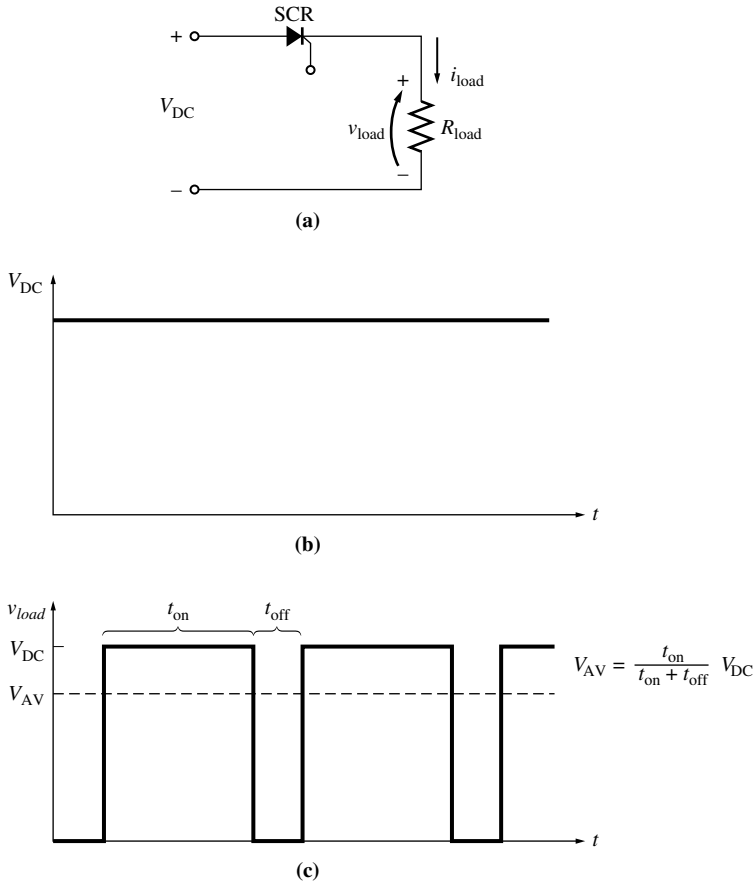 SCR
+
i_load
+
V_DC
v_load
R_load
–
–
(a)
V_DC
t
(b)
v_load
t_on
t_off
V_DC
V_AV = t_on / (t_on + t_off) V_DC
V_AV
t
(c)